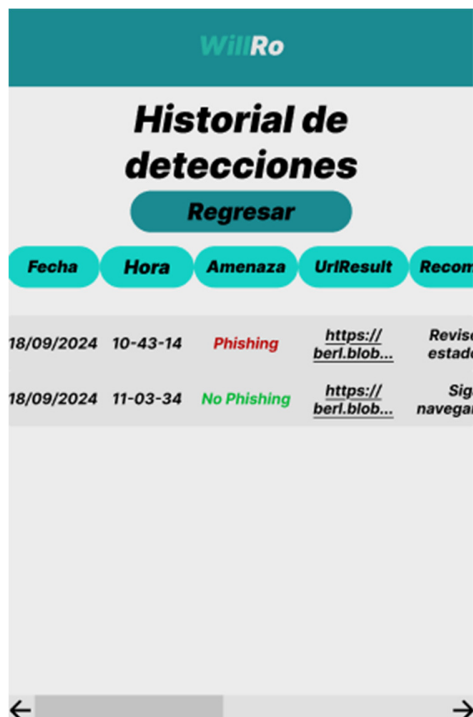 WillRo
Historial de
detecciones
Regresar
Fecha Hora Amenaza UrlResult
18/09/2024 10-43-14 Phishing https://
berl.blob...
18/09/2024 11-03-34 No Phishing https://
berl.blob...